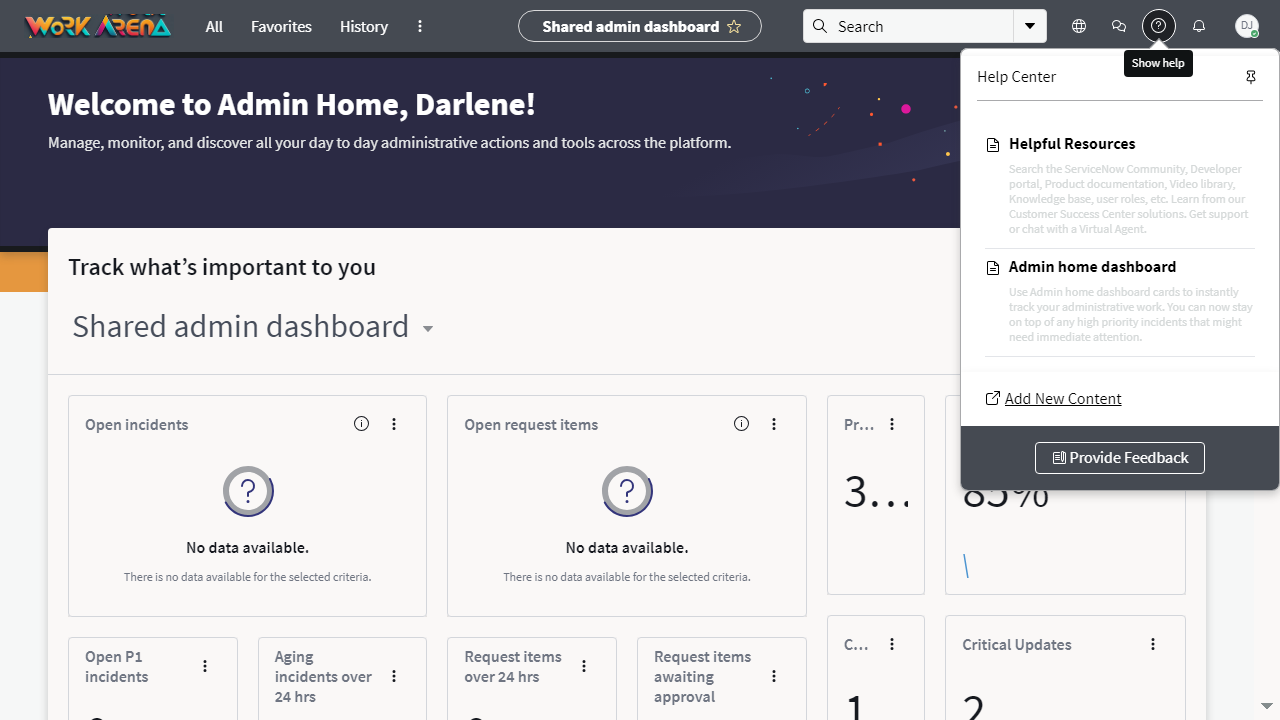 WORK ARENA
All
Favorites
History
Shared admin dashboard
Search
DJ
Show help
Help Center
Helpful Resources
Search the ServiceNow Community, Developer
portal, Product documentation, Video library,
Knowledge base, user roles, etc. Learn from our
Customer Success Center solutions. Get support
or chat with a Virtual Agent.
Admin home dashboard
Use Admin home dashboard cards to instantly
track your administrative work. You can now stay
on top of any high priority incidents that might
need immediate attention.
Add New Content
Provide Feedback
Welcome to Admin Home, Darlene!
Manage, monitor, and discover all your day to day administrative actions and tools across the platform.
Track what's important to you
Shared admin dashboard
Open incidents
No data available.
There is no data available for the selected criteria.
Open request items
No data available.
There is no data available for the selected criteria.
Pr...
3...
85%
Open P1
incidents
Aging
incidents over
24 hrs
Request items
over 24 hrs
Request items
awaiting
approval
C...
1
Critical Updates
2